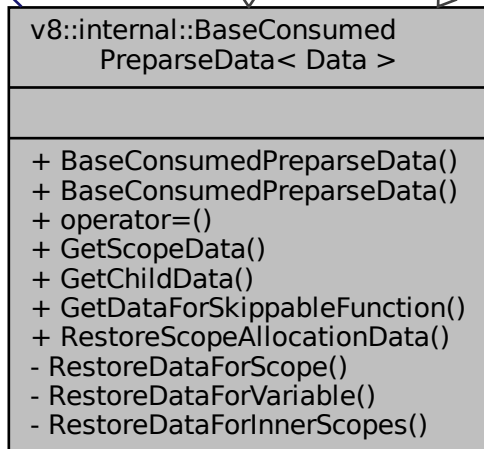 v8::internal::BaseConsumed
PreparseData< Data >
+ BaseConsumedPreparseData()
+ BaseConsumedPreparseData()
+ operator=()
+ GetScopeData()
+ GetChildData()
+ GetDataForSkippableFunction()
+ RestoreScopeAllocationData()
- RestoreDataForScope()
- RestoreDataForVariable()
- RestoreDataForInnerScopes()